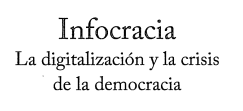 Infocracia
La digitalización y la crisis
de la democracia